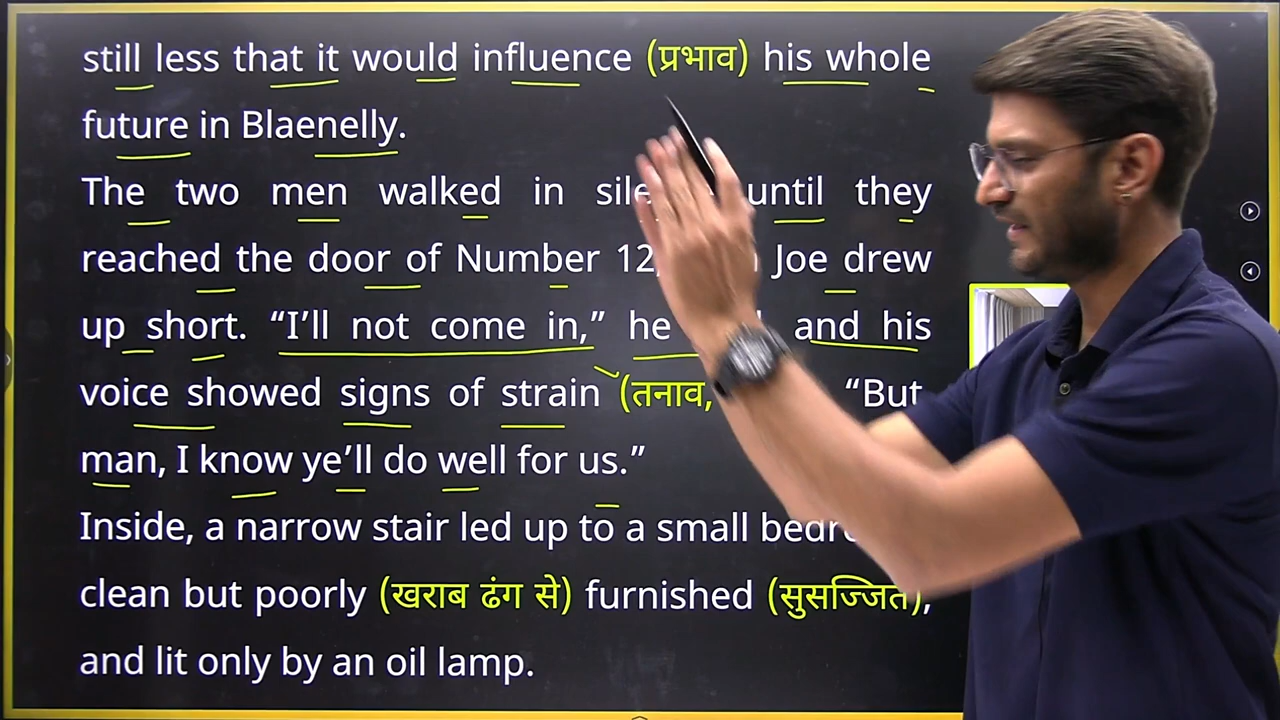 still less that it would influence (प्रभाव) his whole
future in Blaenelly.
The two men walked in until they
reached the door of Number 12, Joe drew
up short. “I’ll not come in,” he and his
voice showed signs of strain (तनाव, “But
man, I know ye’ll do well for us.”
Inside, a narrow stair led up to a small
clean but poorly (खराब ढंग से) furnished (सुसज्जित),
and lit only by an oil lamp.